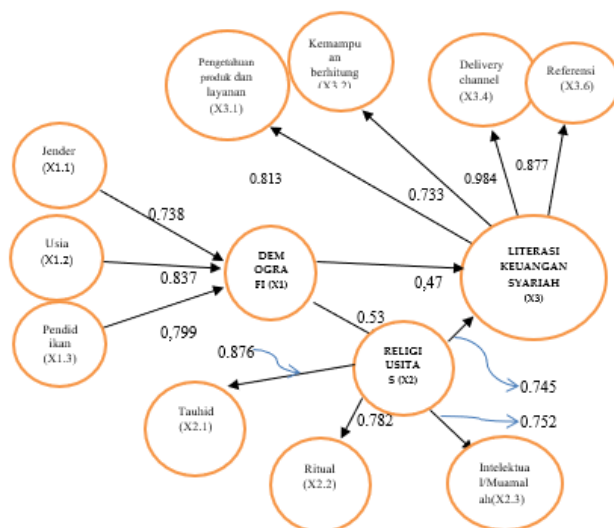 Pengetahuan
produk dan
layanan
(X3.1)
Kemampu
an
berhitung
(X3.2)
Delivery
channel
(X3.4)
Referensi
(X3.6)
Jender
(X1.1)
0.738
Usia
(X1.2)
0.837
Pendid
ikan
(X1.3)
0,799
0.813
0.733
0.984
0.877
DEM
OGRA
FI (X1)
0,47
LITERASI
KEUANGAN
SYARIAH
(X3)
0.53
RELIGI
USITA
S (X2)
0.745
0.876
0.782
0.752
Tauhid
(X2.1)
Ritual
(X2.2)
Intelektua
l/Muamal
ah(X2.3)